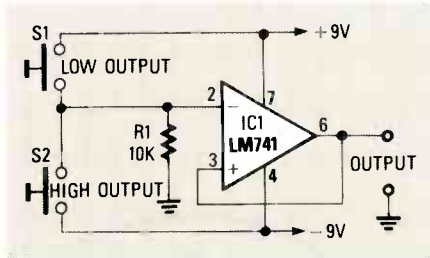 S1
+ 9V
LOW OUTPUT
2
−
7
IC1
LM741
6
R1
10K
3
+
4
OUTPUT
S2
HIGH OUTPUT
− 9V